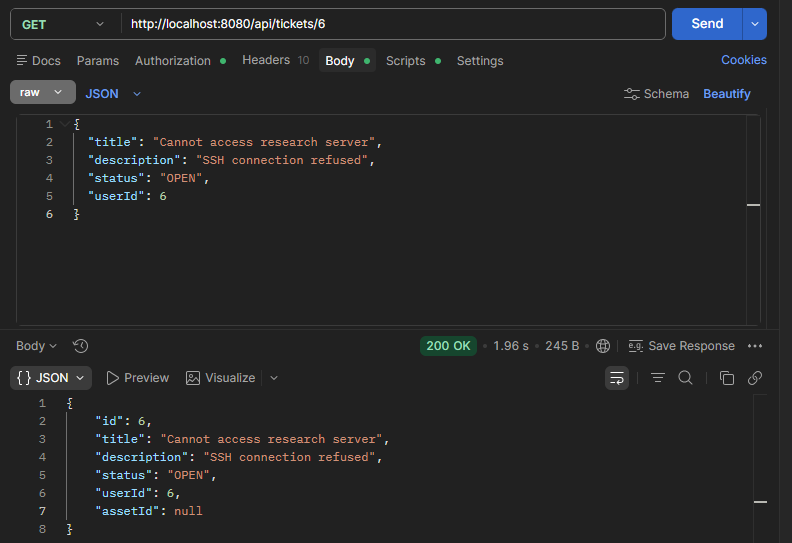 GET http://localhost:8080/api/tickets/6 Send
Docs Params Authorization Headers 10 Body Scripts Settings Cookies
raw JSON Schema Beautify
1 {
2 "title": "Cannot access research server",
3 "description": "SSH connection refused",
4 "status": "OPEN",
5 "userId": 6
6 }
Body 200 OK • 1.96 s • 245 B e.g. Save Response
{} JSON Preview Visualize
1 {
2 "id": 6,
3 "title": "Cannot access research server",
4 "description": "SSH connection refused",
5 "status": "OPEN",
6 "userId": 6,
7 "assetId": null
8 }